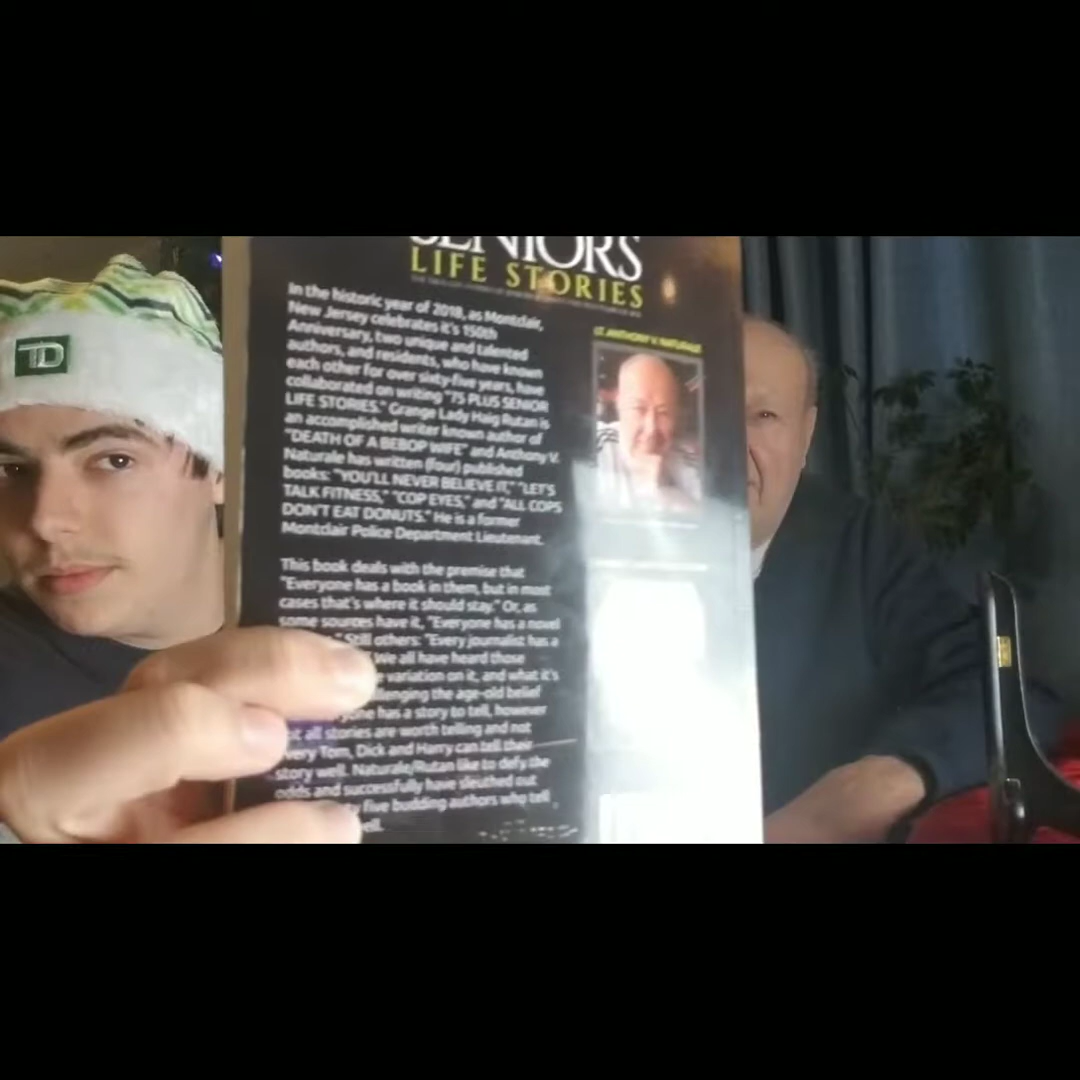 TD
SENIORS
LIFE STORIES
In the historic year of 2018, as Montclair,
New Jersey celebrates it's 150th
Anniversary, two unique and talented
authors, and residents, who have known
each other for over sixty-five years, have
collaborated on writing "75 PLUS SENIOR
LIFE STORIES." Grange Lady Haig Rutan is
an accomplished writer known author of
"DEATH OF A BEBOP WIFE" and Anthony V.
Naturale has written (four) published
books: "YOU'LL NEVER BELIEVE IT," "LET'S
TALK FITNESS," "COP EYES," and "ALL COPS
DON'T EAT DONUTS." He is a former
Montclair Police Department Lieutenant.
LT. ANTHONY V. NATURALE
This book deals with the premise that
"Everyone has a book in them, but in most
cases that's where it should stay." Or, as
some sources have it, "Everyone has a novel
Still others: "Every journalist has a
We all have heard those
variation on it, and what it's
the age-old belief
has a story to tell, however
all stories are worth telling and not
every Tom, Dick and Harry can tell their
story well. Naturale/Rutan like to defy the
odds and successfully have sleuthed out
five budding authors who tell